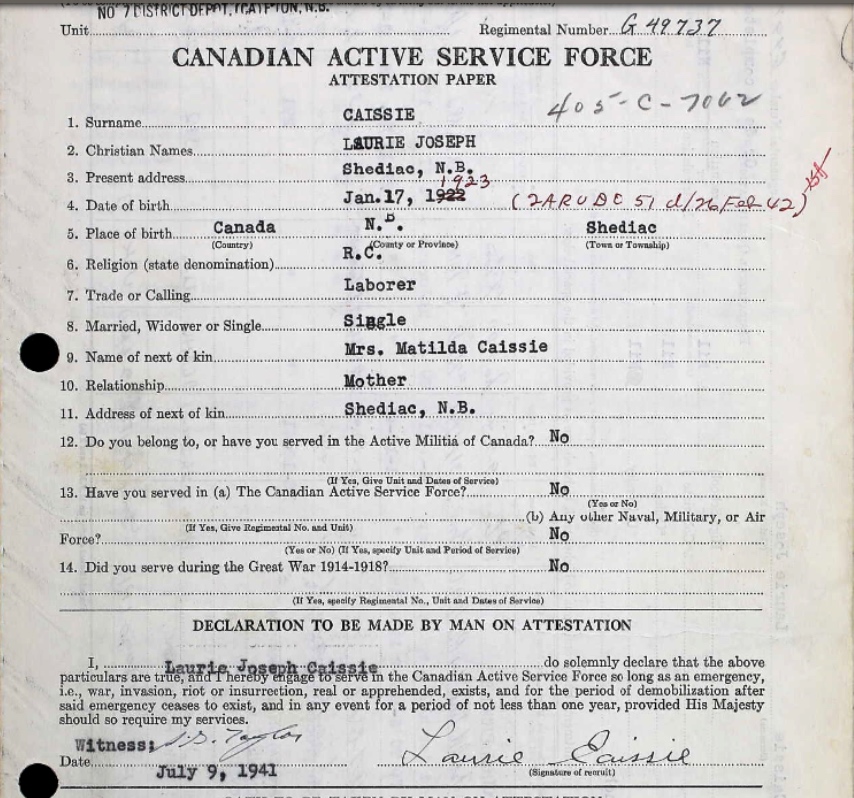 No 7 DISTRICT DEPOT, N.B.
Unit
Regimental Number G 49737
CANADIAN ACTIVE SERVICE FORCE
ATTESTATION PAPER
405-C-7062
1. Surname CAISSIE
2. Christian Names LAURIE JOSEPH
3. Present address Shediac, N.B.
1923
4. Date of birth Jan.17, 1922 (2ARUDC 51 d/26 Feb 42)
5. Place of birth Canada N.B. Shediac
(Country) (County or Province) (Town or Township)
6. Religion (state denomination) R.C.
7. Trade or Calling Laborer
8. Married, Widower or Single Single
9. Name of next of kin Mrs. Matilda Caissie
10. Relationship Mother
11. Address of next of kin Shediac, N.B.
12. Do you belong to, or have you served in the Active Militia of Canada? No
(If Yes, Give Unit and Dates of Service)
13. Have you served in (a) The Canadian Active Service Force? No
(Yes or No)
(b) Any other Naval, Military, or Air
(If Yes, Give Regimental No. and Unit)
Force? No
(Yes or No) (If Yes, specify Unit and Period of Service)
14. Did you serve during the Great War 1914-1918? No
(If Yes, specify Regimental No., Unit and Dates of Service)
DECLARATION TO BE MADE BY MAN ON ATTESTATION
I, Laurie Joseph Caissie do solemnly declare that the above
particulars are true, and I hereby engage to serve in the Canadian Active Service Force so long as an emergency,
i.e., war, invasion, riot or insurrection, real or apprehended, exists, and for the period of demobilization after
said emergency ceases to exist, and in any event for a period of not less than one year, provided His Majesty
should so require my services.
Witness; Taylor
Laurie Caissie
Date July 9, 1941
(Signature of recruit)